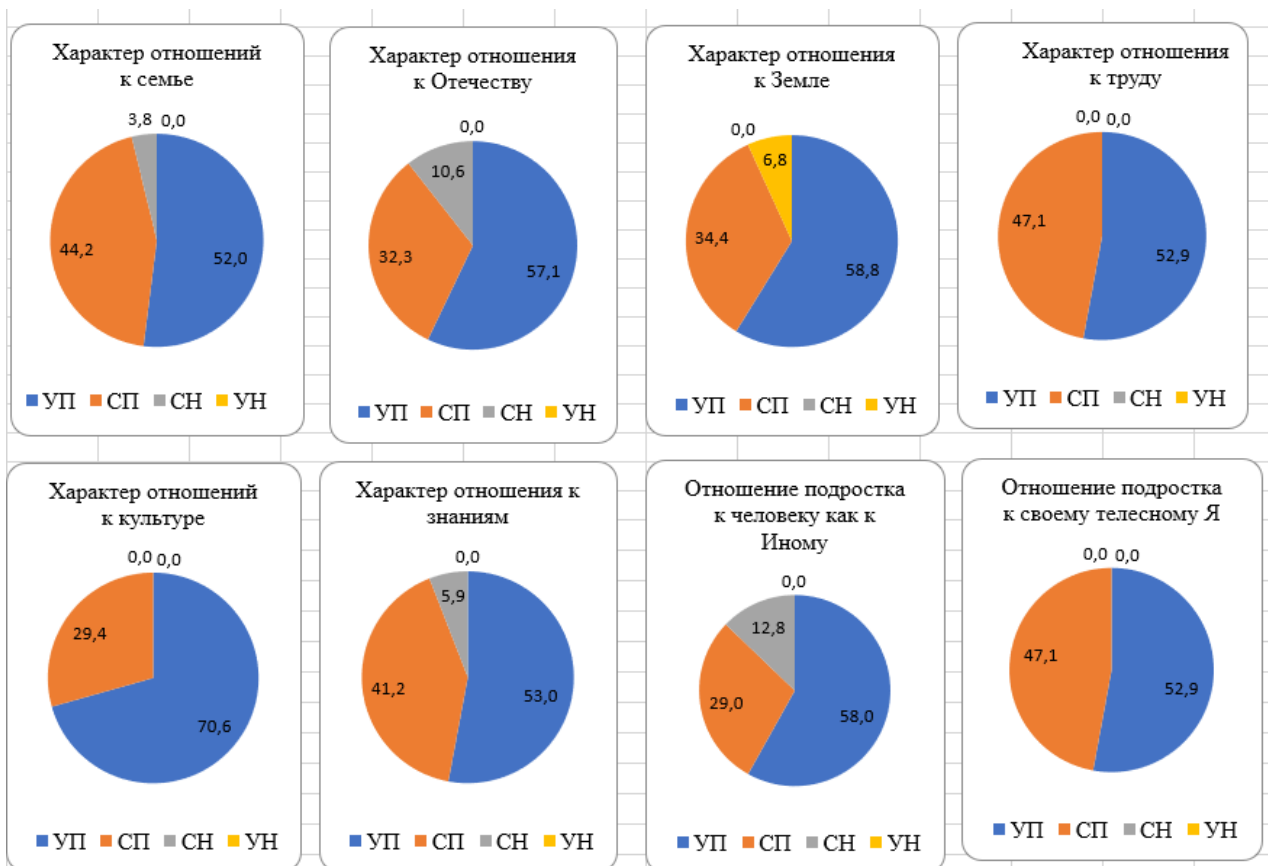 Характер отношений
к семье
3,8 0,0
44,2
52,0
УП СП СН УН
Характер отношения
к Отечеству
0,0
10,6
32,3
57,1
УП СП СН УН
Характер отношения
к Земле
0,0
6,8
34,4
58,8
УП СП СН УН
Характер отношения
к труду
0,0 0,0
47,1
52,9
УП СП СН УН
Характер отношений
к культуре
0,0 0,0
29,4
70,6
УП СП СН УН
Характер отношения к
знаниям
0,0
5,9
41,2
53,0
УП СП СН УН
Отношение подростка
к человеку как к
Иному
0,0
12,8
29,0
58,0
УП СП СН УН
Отношение подростка
к своему телесному Я
0,0 0,0
47,1
52,9
УП СП СН УН